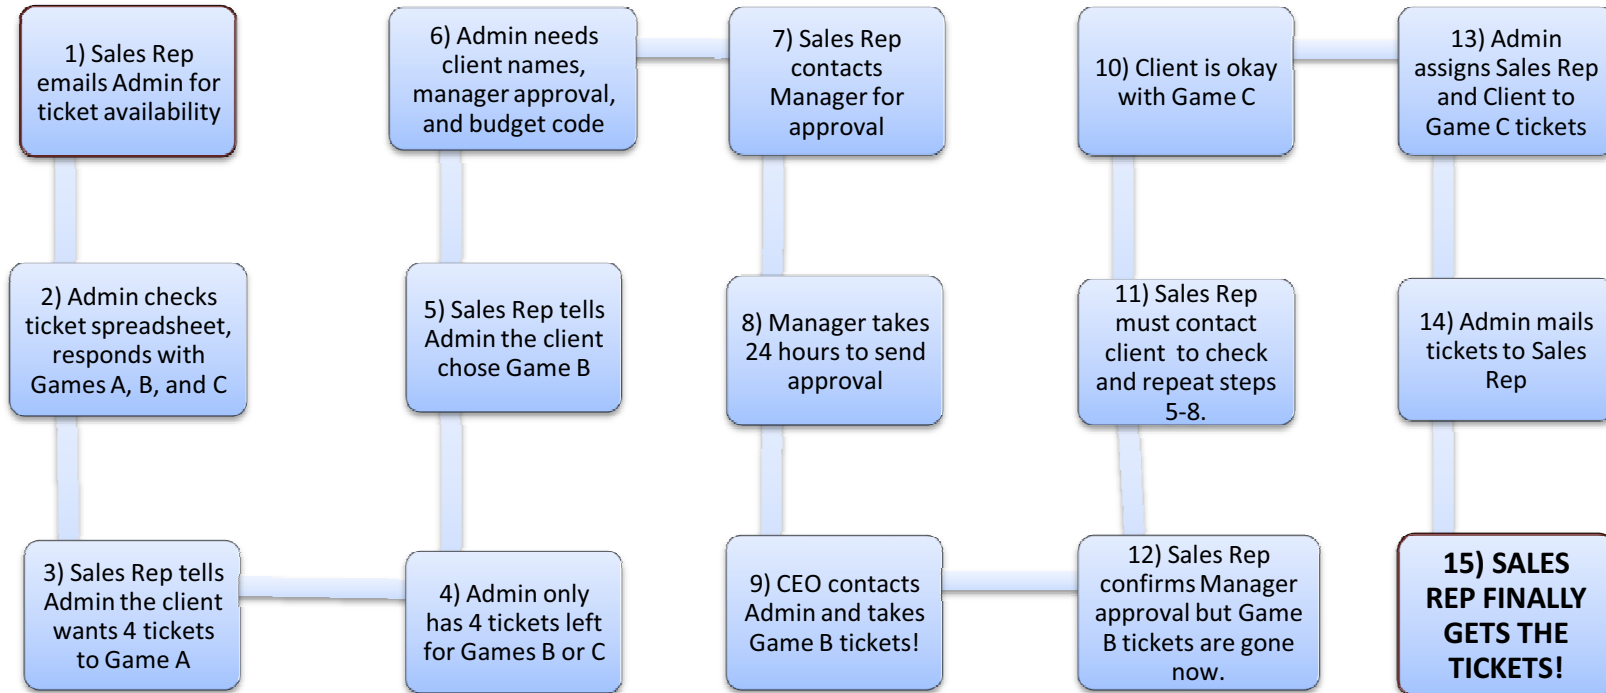 1) Sales Rep
emails Admin for
ticket availability
2) Admin checks
ticket spreadsheet,
responds with
Games A, B, and C
3) Sales Rep tells
Admin the client
wants 4 tickets
to Game A
4) Admin only
has 4 tickets left
for Games B or C
5) Sales Rep tells
Admin the client
chose Game B
6) Admin needs
client names,
manager approval,
and budget code
7) Sales Rep
contacts
Manager for
approval
8) Manager takes
24 hours to send
approval
9) CEO contacts
Admin and takes
Game B tickets!
12) Sales Rep
confirms Manager
approval but Game
B tickets are gone
now.
11) Sales Rep
must contact
client to check
and repeat steps
5-8.
10) Client is okay
with Game C
13) Admin
assigns Sales Rep
and Client to
Game C tickets
14) Admin mails
tickets to Sales
Rep
15) SALES
REP FINALLY
GETS THE
TICKETS!